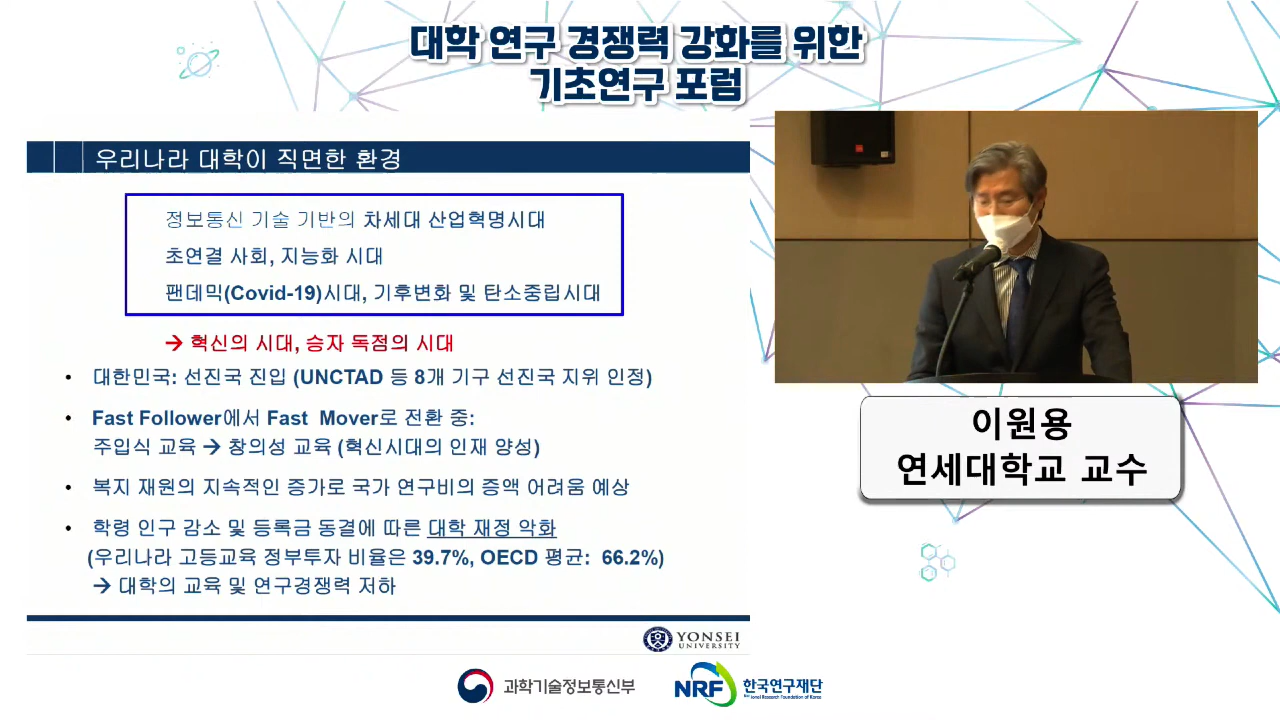 대학 연구 경쟁력 강화를 위한
기초연구 포럼
우리나라 대학이 직면한 환경
정보통신 기술 기반의 차세대 산업혁명시대
초연결 사회, 지능화 시대
팬데믹(Covid-19)시대, 기후변화 및 탄소중립시대
→ 혁신의 시대, 승자 독점의 시대
• 대한민국: 선진국 진입 (UNCTAD 등 8개 기구 선진국 지위 인정)
• Fast Follower에서 Fast Mover로 전환 중:
주입식 교육 → 창의성 교육 (혁신시대의 인재 양성)
• 복지 재원의 지속적인 증가로 국가 연구비의 증액 어려움 예상
• 학령 인구 감소 및 등록금 동결에 따른 대학 재정 악화
(우리나라 고등교육 정부투자 비율은 39.7%, OECD 평균: 66.2%)
→ 대학의 교육 및 연구경쟁력 저하
YONSEI
UNIVERSITY
이원용
연세대학교 교수
과학기술정보통신부
NRF 한국연구재단
National Research Foundation of Korea